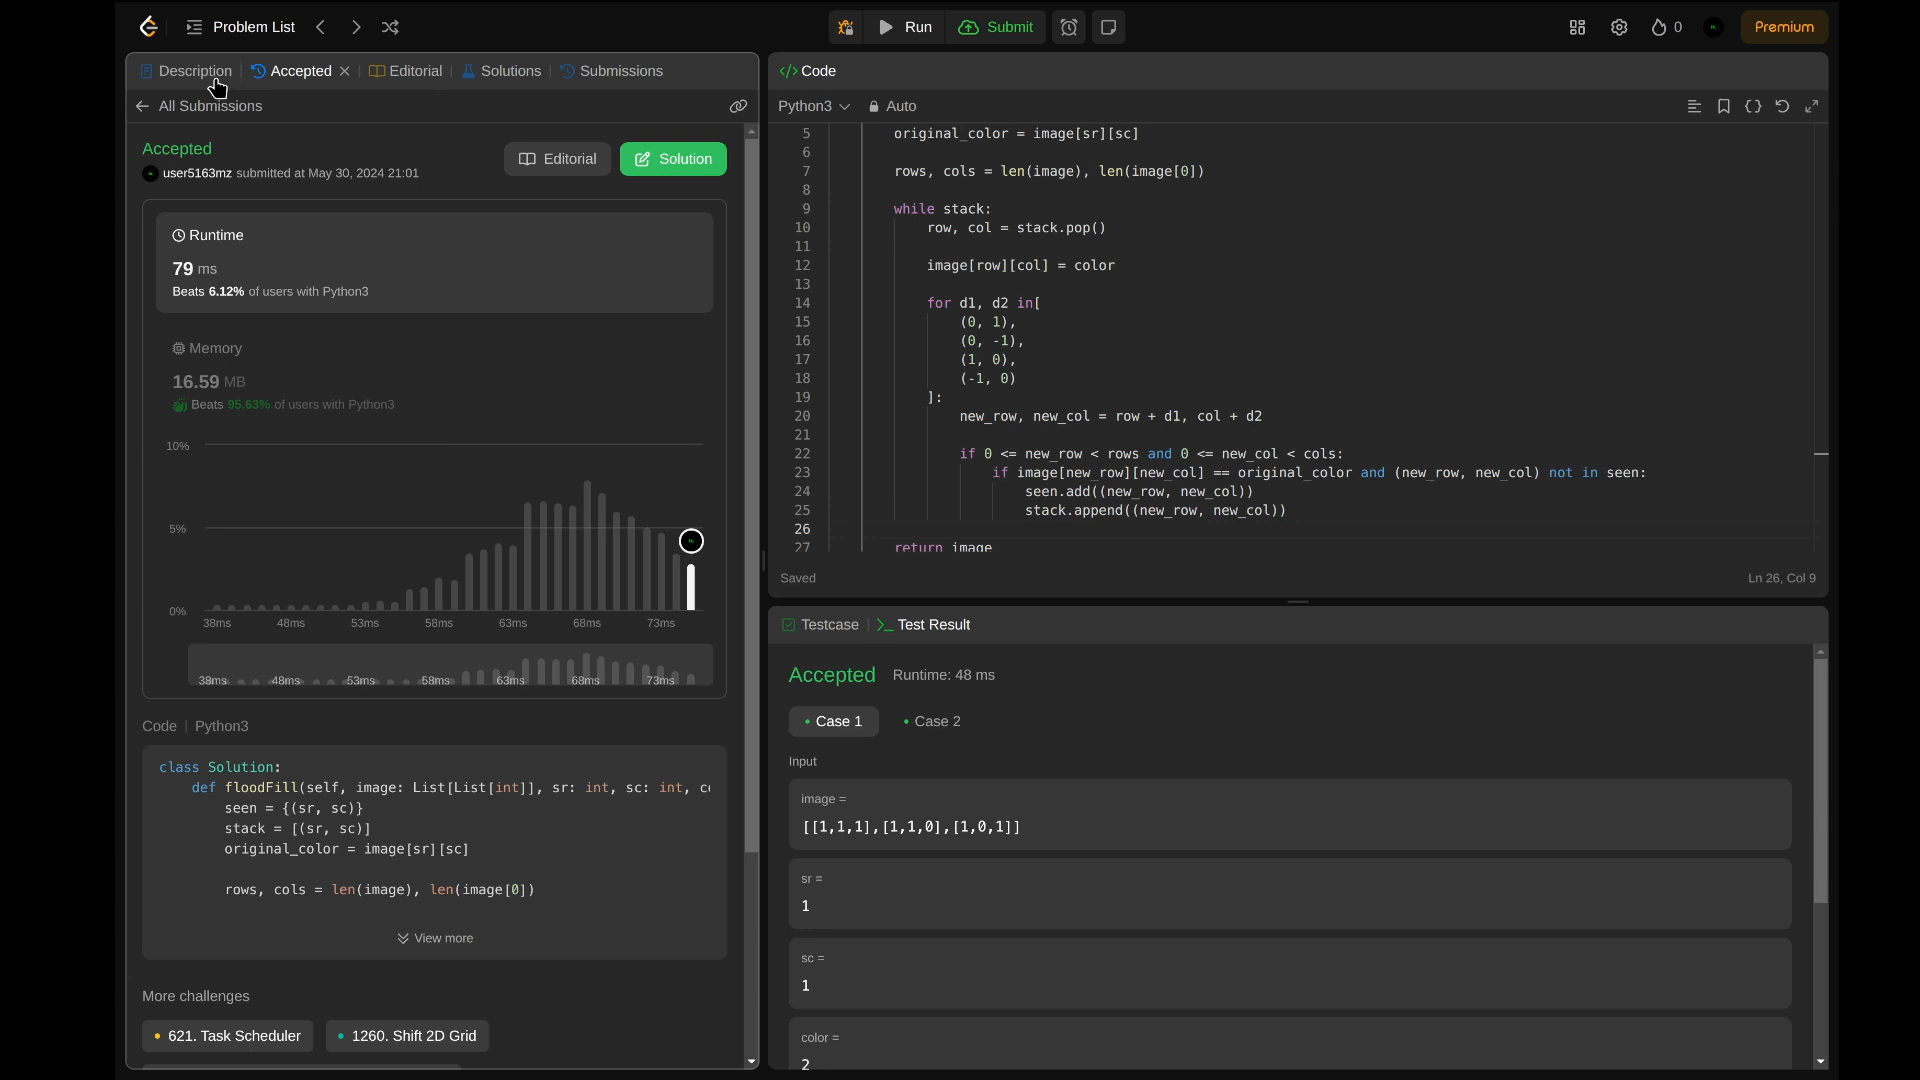 Problem List
Run
Submit
0
Premium
Description
Accepted
Editorial
Solutions
Submissions
All Submissions
Accepted
user5163mz submitted at May 30, 2024 21:01
Editorial
Solution
Runtime
79 ms
Beats 6.12% of users with Python3
Memory
16.59 MB
Beats 95.63% of users with Python3
10%
5%
0%
38ms 48ms 53ms 58ms 63ms 68ms 73ms
38ms 48ms 53ms 58ms 63ms 68ms 73ms
Code | Python3
class Solution:
def floodFill(self, image: List[List[int]], sr: int, sc: int, co
seen = {(sr, sc)}
stack = [(sr, sc)]
original_color = image[sr][sc]
rows, cols = len(image), len(image[0])
View more
More challenges
621. Task Scheduler
1260. Shift 2D Grid
</> Code
Python3
Auto
5 original_color = image[sr][sc]
6
7 rows, cols = len(image), len(image[0])
8
9 while stack:
10 row, col = stack.pop()
11
12 image[row][col] = color
13
14 for d1, d2 in[
15 (0, 1),
16 (0, -1),
17 (1, 0),
18 (-1, 0)
19 ]:
20 new_row, new_col = row + d1, col + d2
21
22 if 0 <= new_row < rows and 0 <= new_col < cols:
23 if image[new_row][new_col] == original_color and (new_row, new_col) not in seen:
24 seen.add((new_row, new_col))
25 stack.append((new_row, new_col))
26
27 return image
Saved
Ln 26, Col 9
Testcase
>_ Test Result
Accepted
Runtime: 48 ms
Case 1
Case 2
Input
image =
[[1,1,1],[1,1,0],[1,0,1]]
sr =
1
sc =
1
color =
2